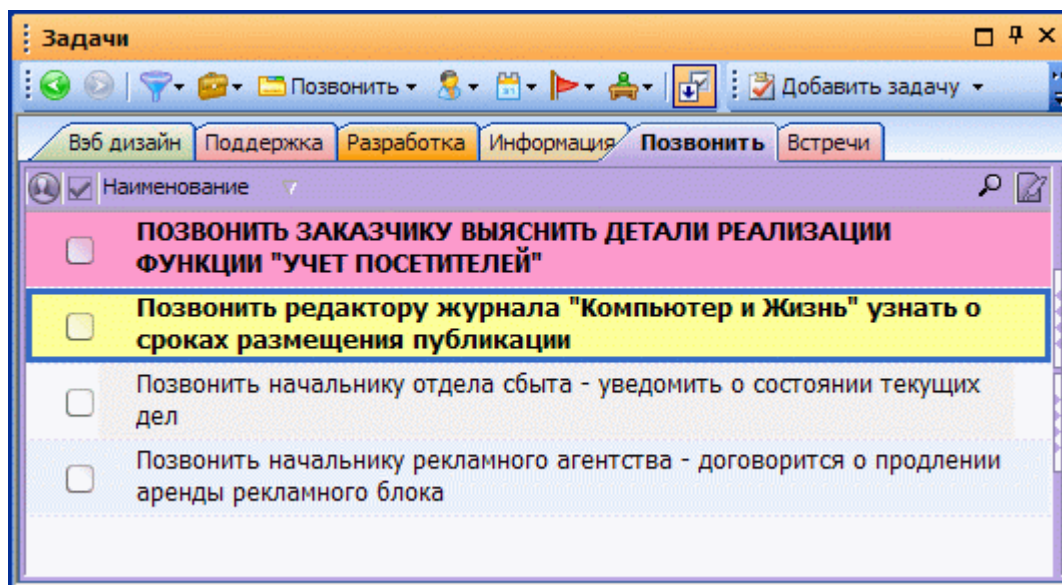 Задачи
Позвонить
Добавить задачу
Вэб дизайн Поддержка Разработка Информация Позвонить Встречи
Наименование
ПОЗВОНИТЬ ЗАКАЗЧИКУ ВЫЯСНИТЬ ДЕТАЛИ РЕАЛИЗАЦИИ
ФУНКЦИИ "УЧЕТ ПОСЕТИТЕЛЕЙ"
Позвонить редактору журнала "Компьютер и Жизнь" узнать о
сроках размещения публикации
Позвонить начальнику отдела сбыта - уведомить о состоянии текущих
дел
Позвонить начальнику рекламного агентства - договорится о продлении
аренды рекламного блока